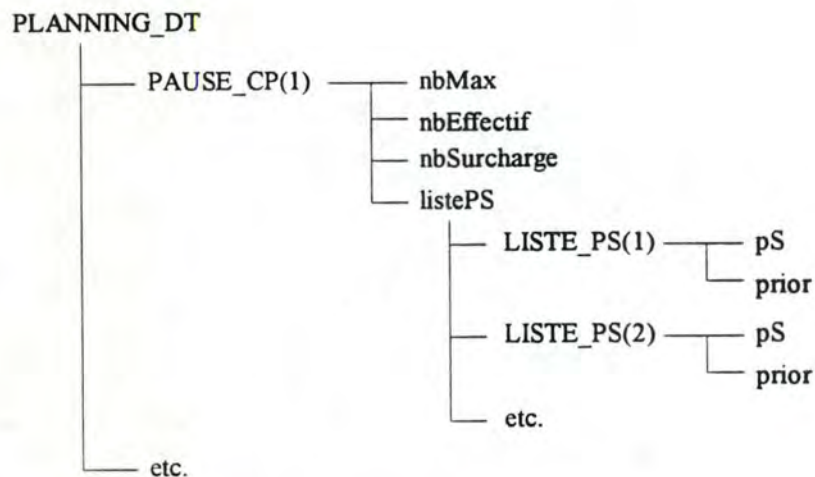 PLANNING_DT
PAUSE_CP(1) nbMax
nbEffectif
nbSurcharge
listePS
LISTE_PS(1) pS
prior
LISTE_PS(2) pS
prior
etc.
etc.